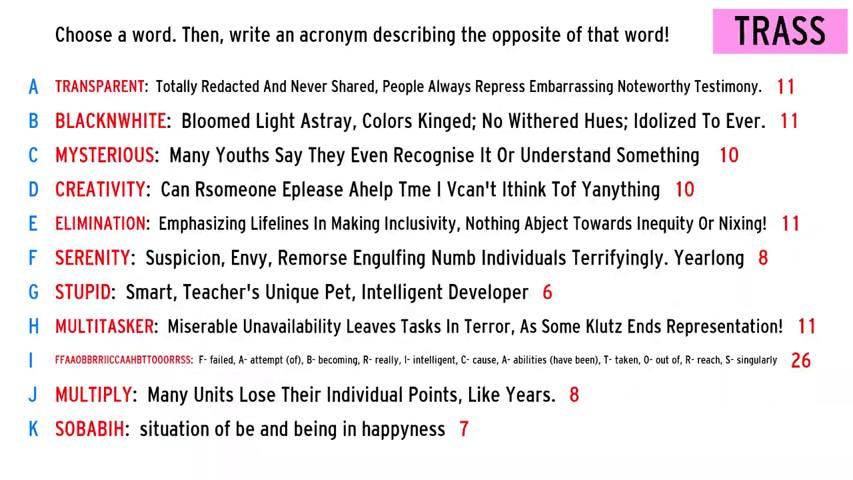 Choose a word. Then, write an acronym describing the opposite of that word!
TRASS
A TRANSPARENT: Totally Redacted And Never Shared, People Always Repress Embarrassing Noteworthy Testimony. 11
B BLACKNWHITE: Bloomed Light Astray, Colors Kinged; No Withered Hues; Idolized To Ever. 11
C MYSTERIOUS: Many Youths Say They Even Recognise It Or Understand Something 10
D CREATIVITY: Can Rsomeone Eplease Ahelp Tme I Vcan't Ithink Tof Yanything 10
E ELIMINATION: Emphasizing Lifelines In Making Inclusivity, Nothing Abject Towards Inequity Or Nixing! 11
F SERENITY: Suspicion, Envy, Remorse Engulfing Numb Individuals Terrifyingly. Yearlong 8
G STUPID: Smart, Teacher's Unique Pet, Intelligent Developer 6
H MULTITASKER: Miserable Unavailability Leaves Tasks In Terror, As Some Klutz Ends Representation! 11
I FFAAOBBRRIICCAAHBTTOOORRSS: F- failed, A- attempt (of), B- becoming, R- really, I- intelligent, C- cause, A- abilities (have been), T- taken, O- out of, R- reach, S- singularly 26
J MULTIPLY: Many Units Lose Their Individual Points, Like Years. 8
K SOBABIH: situation of be and being in happyness 7